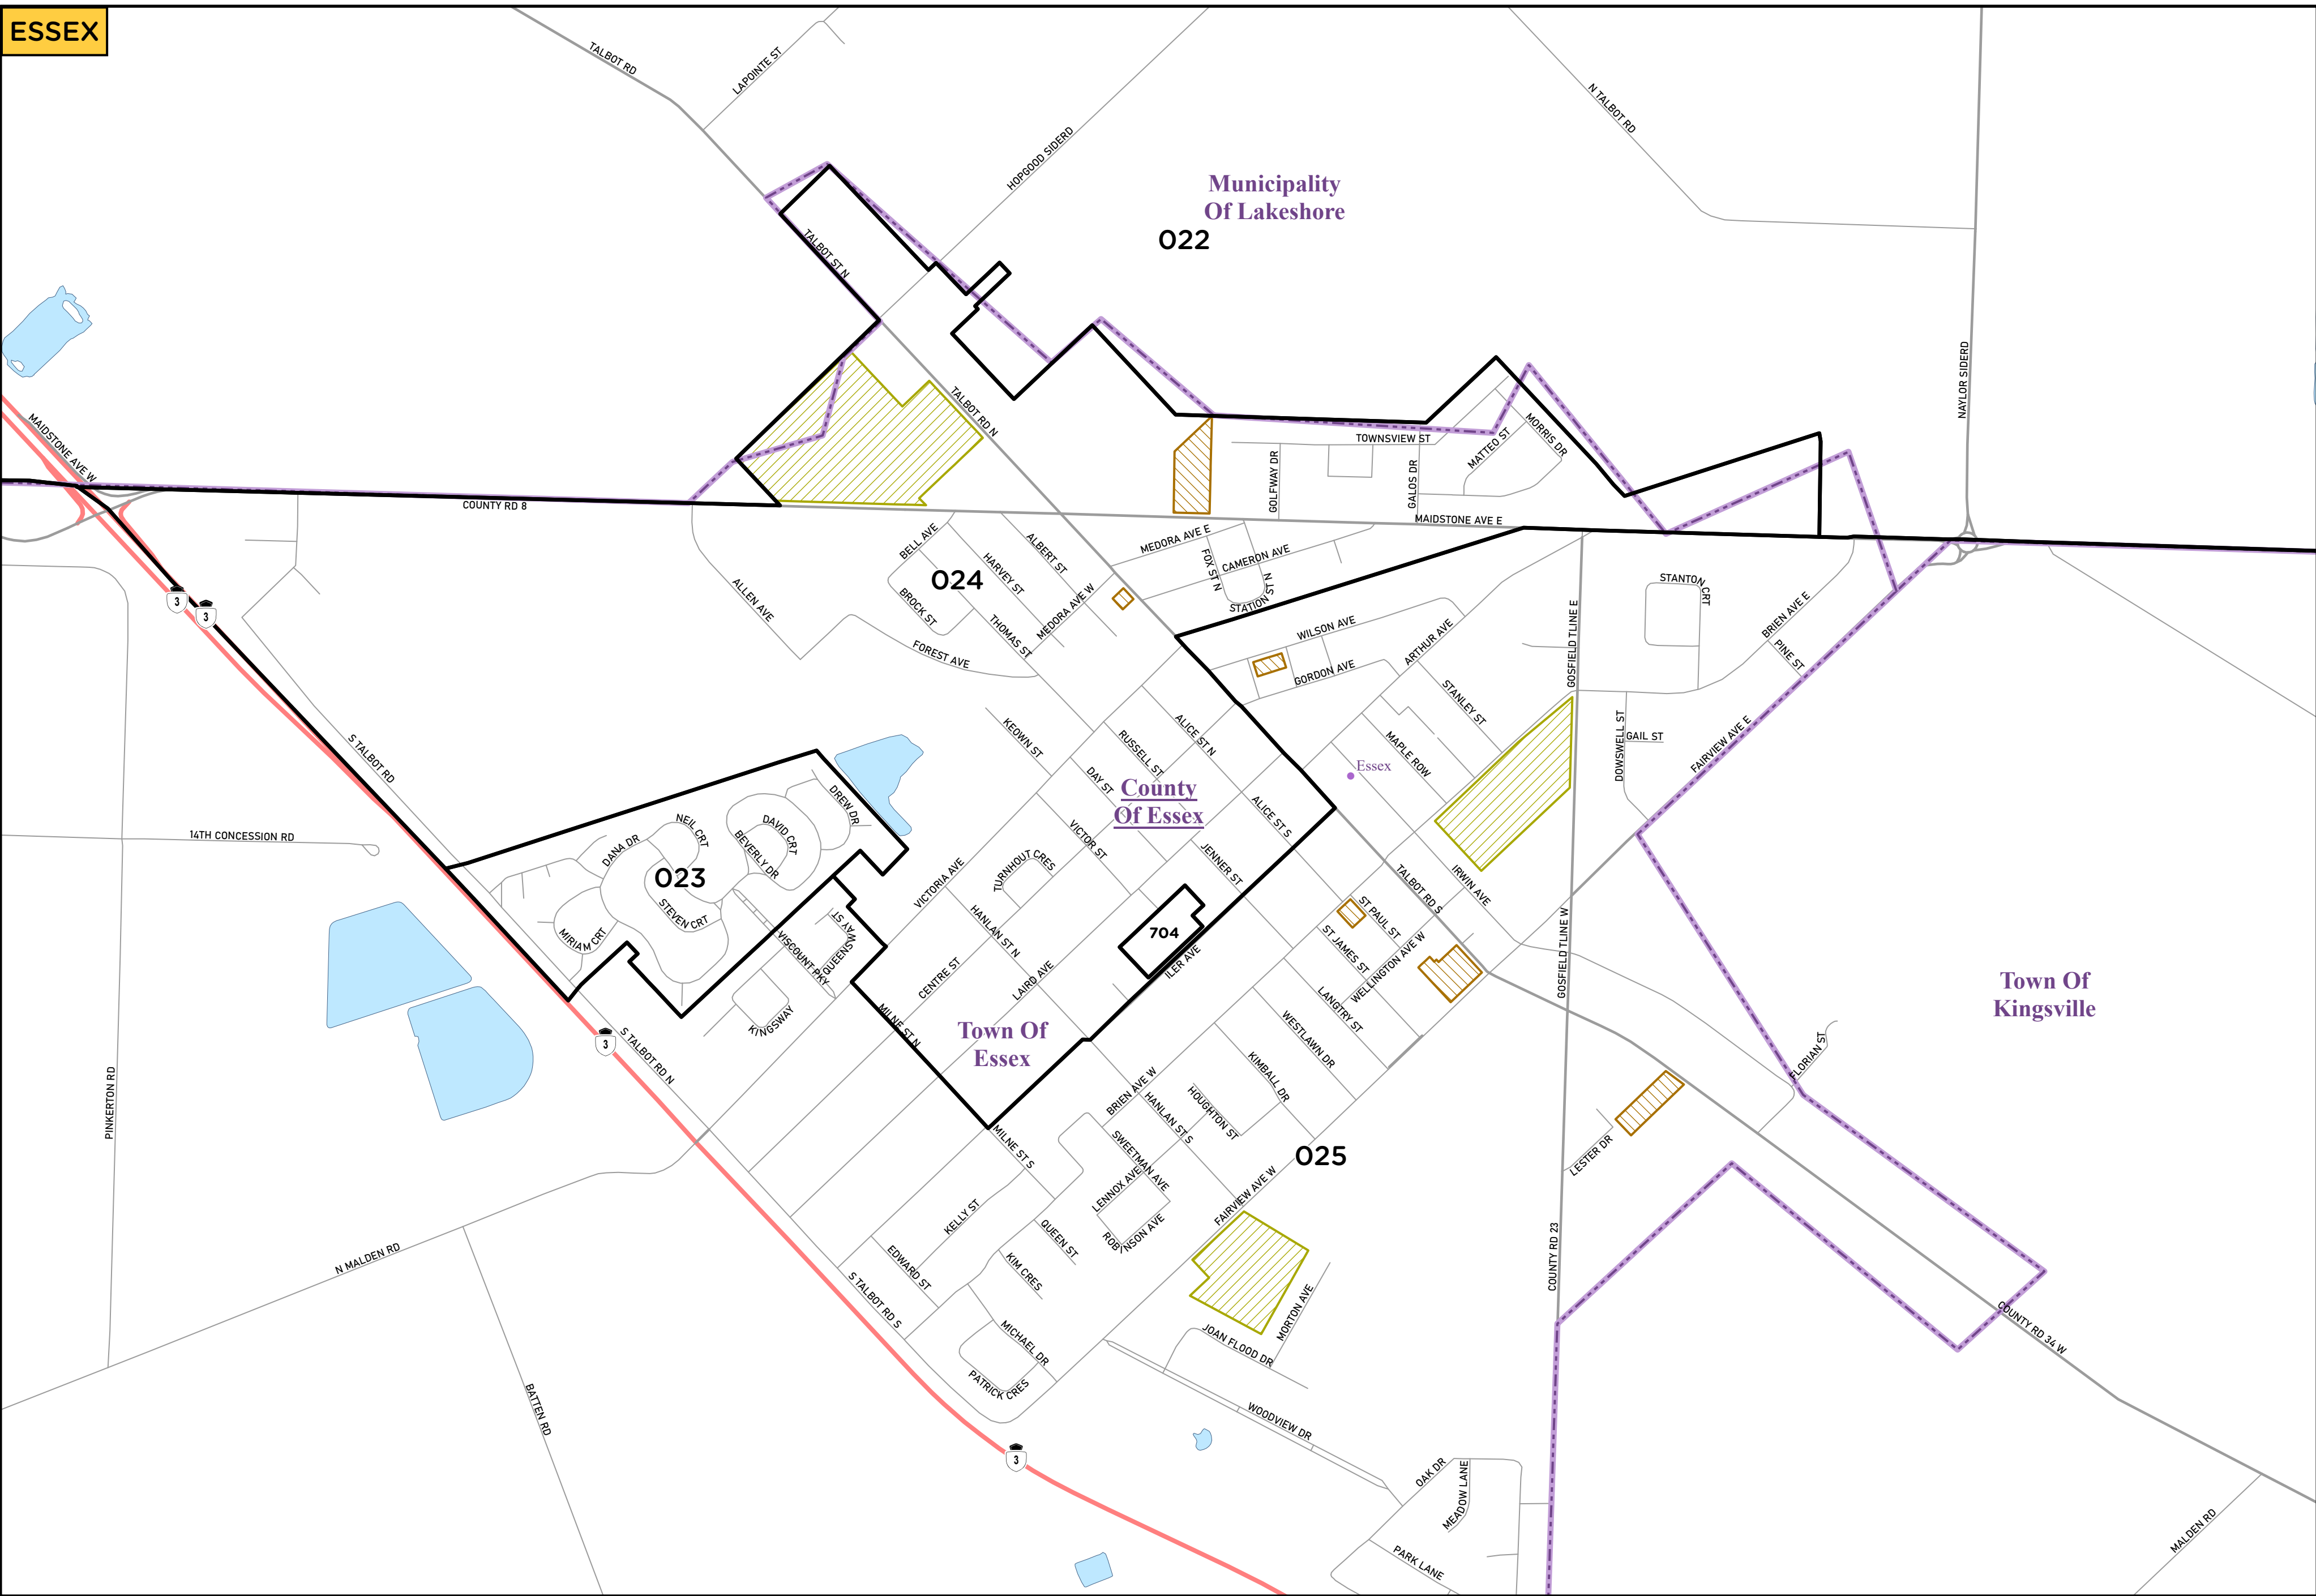 ESSEX
TALBOT RD
LAPOINTE ST
HOPGOOD SIDERD
N TALBOT RD
Municipality
Of Lakeshore
022
TALBOT ST N
NAYLOR SIDERD
MAIDSTONE AVE W
TALBOT RD N
TOWNSVIEW ST
MATTEO ST
MORRIS DR
GOLFWAY DR
GALOS DR
COUNTY RD 8
MAIDSTONE AVE E
BELL AVE
HARVEY ST
ALBERT ST
MEDORA AVE E
FOX ST N
CAMERON AVE
STATION ST N
024
BROCK ST
ALLEN AVE
THOMAS ST
MEDORA AVE W
FOREST AVE
WILSON AVE
GORDON AVE
ARTHUR AVE
STANTON CRT
BRIEN AVE E
PINE ST
GOSFIELD TLINE E
3
3
STANLEY ST
MAPLE ROW
DOWSWELL ST
GAIL ST
FAIRVIEW AVE E
S TALBOT RD
KEOWN ST
RUSSELL ST
ALICE ST N
DAY ST
Essex
County
Of Essex
14TH CONCESSION RD
DANA DR
NEIL CRT
DAVID CRT
BEVERLY DR
DREW DR
023
STEVEN CRT
MIRIAM CRT
VICTOR ST
ALICE ST S
JENNER ST
TURNHOUT CRES
VICTORIA AVE
TALBOT RD S
IRWIN AVE
HANLAN ST N
704
ILER AVE
ST PAUL ST
ST JAMES ST
WELLINGTON AVE W
LANGTRY ST
GOSFIELD TLINE W
VISCOUNT PKY
QUEENSWAY ST
KINGSWAY
CENTRE ST
LAIRD AVE
MILNE ST N
Town Of
Essex
Town Of
Kingsville
3
S TALBOT RD N
WESTLAWN DR
KIMBALL DR
HOUGHTON ST
BRIEN AVE W
HANLAN ST S
SWEETMAN AVE
LENNOX AVE
ROBINSON AVE
025
FLORIAN ST
LESTER DR
PINKERTON RD
MILNE ST S
FAIRVIEW AVE W
KELLY ST
QUEEN ST
KIM CRES
EDWARD ST
N MALDEN RD
S TALBOT RD S
COUNTY RD 23
COUNTY RD 34 W
MORTON AVE
JOAN FLOOD DR
MICHAEL DR
PATRICK CRES
BATTEN RD
WOODVIEW DR
3
OAK DR
MEADOW LANE
PARK LANE
MALDEN RD